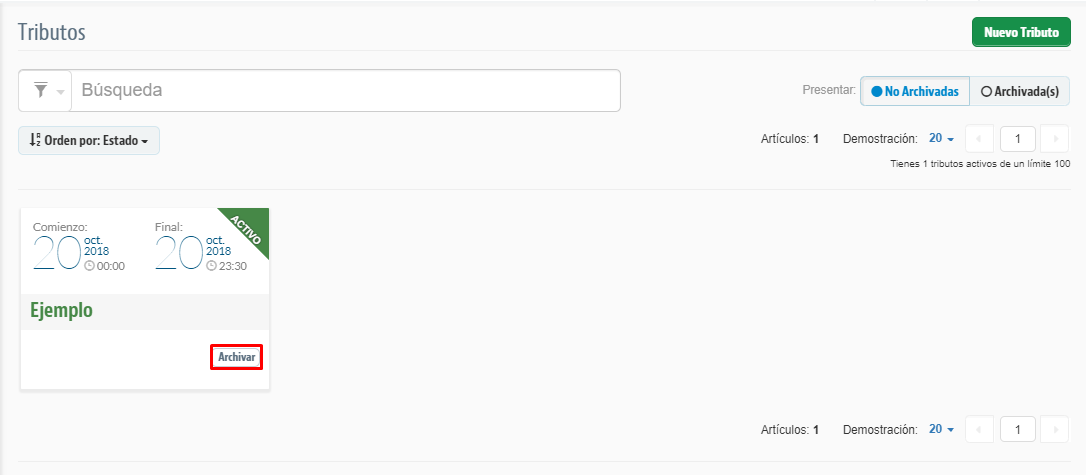 Tributos
Nuevo Tributo
Búsqueda
Presentar: No Archivadas Archivada(s)
Orden por: Estado
Artículos: 1 Demostración: 20 1
Tienes 1 tributos activos de un límite 100
Comienzo: Final: ACTIVO
20 oct. 2018 00:00 20 oct. 2018 23:30
Ejemplo
Archivar
Artículos: 1 Demostración: 20 1